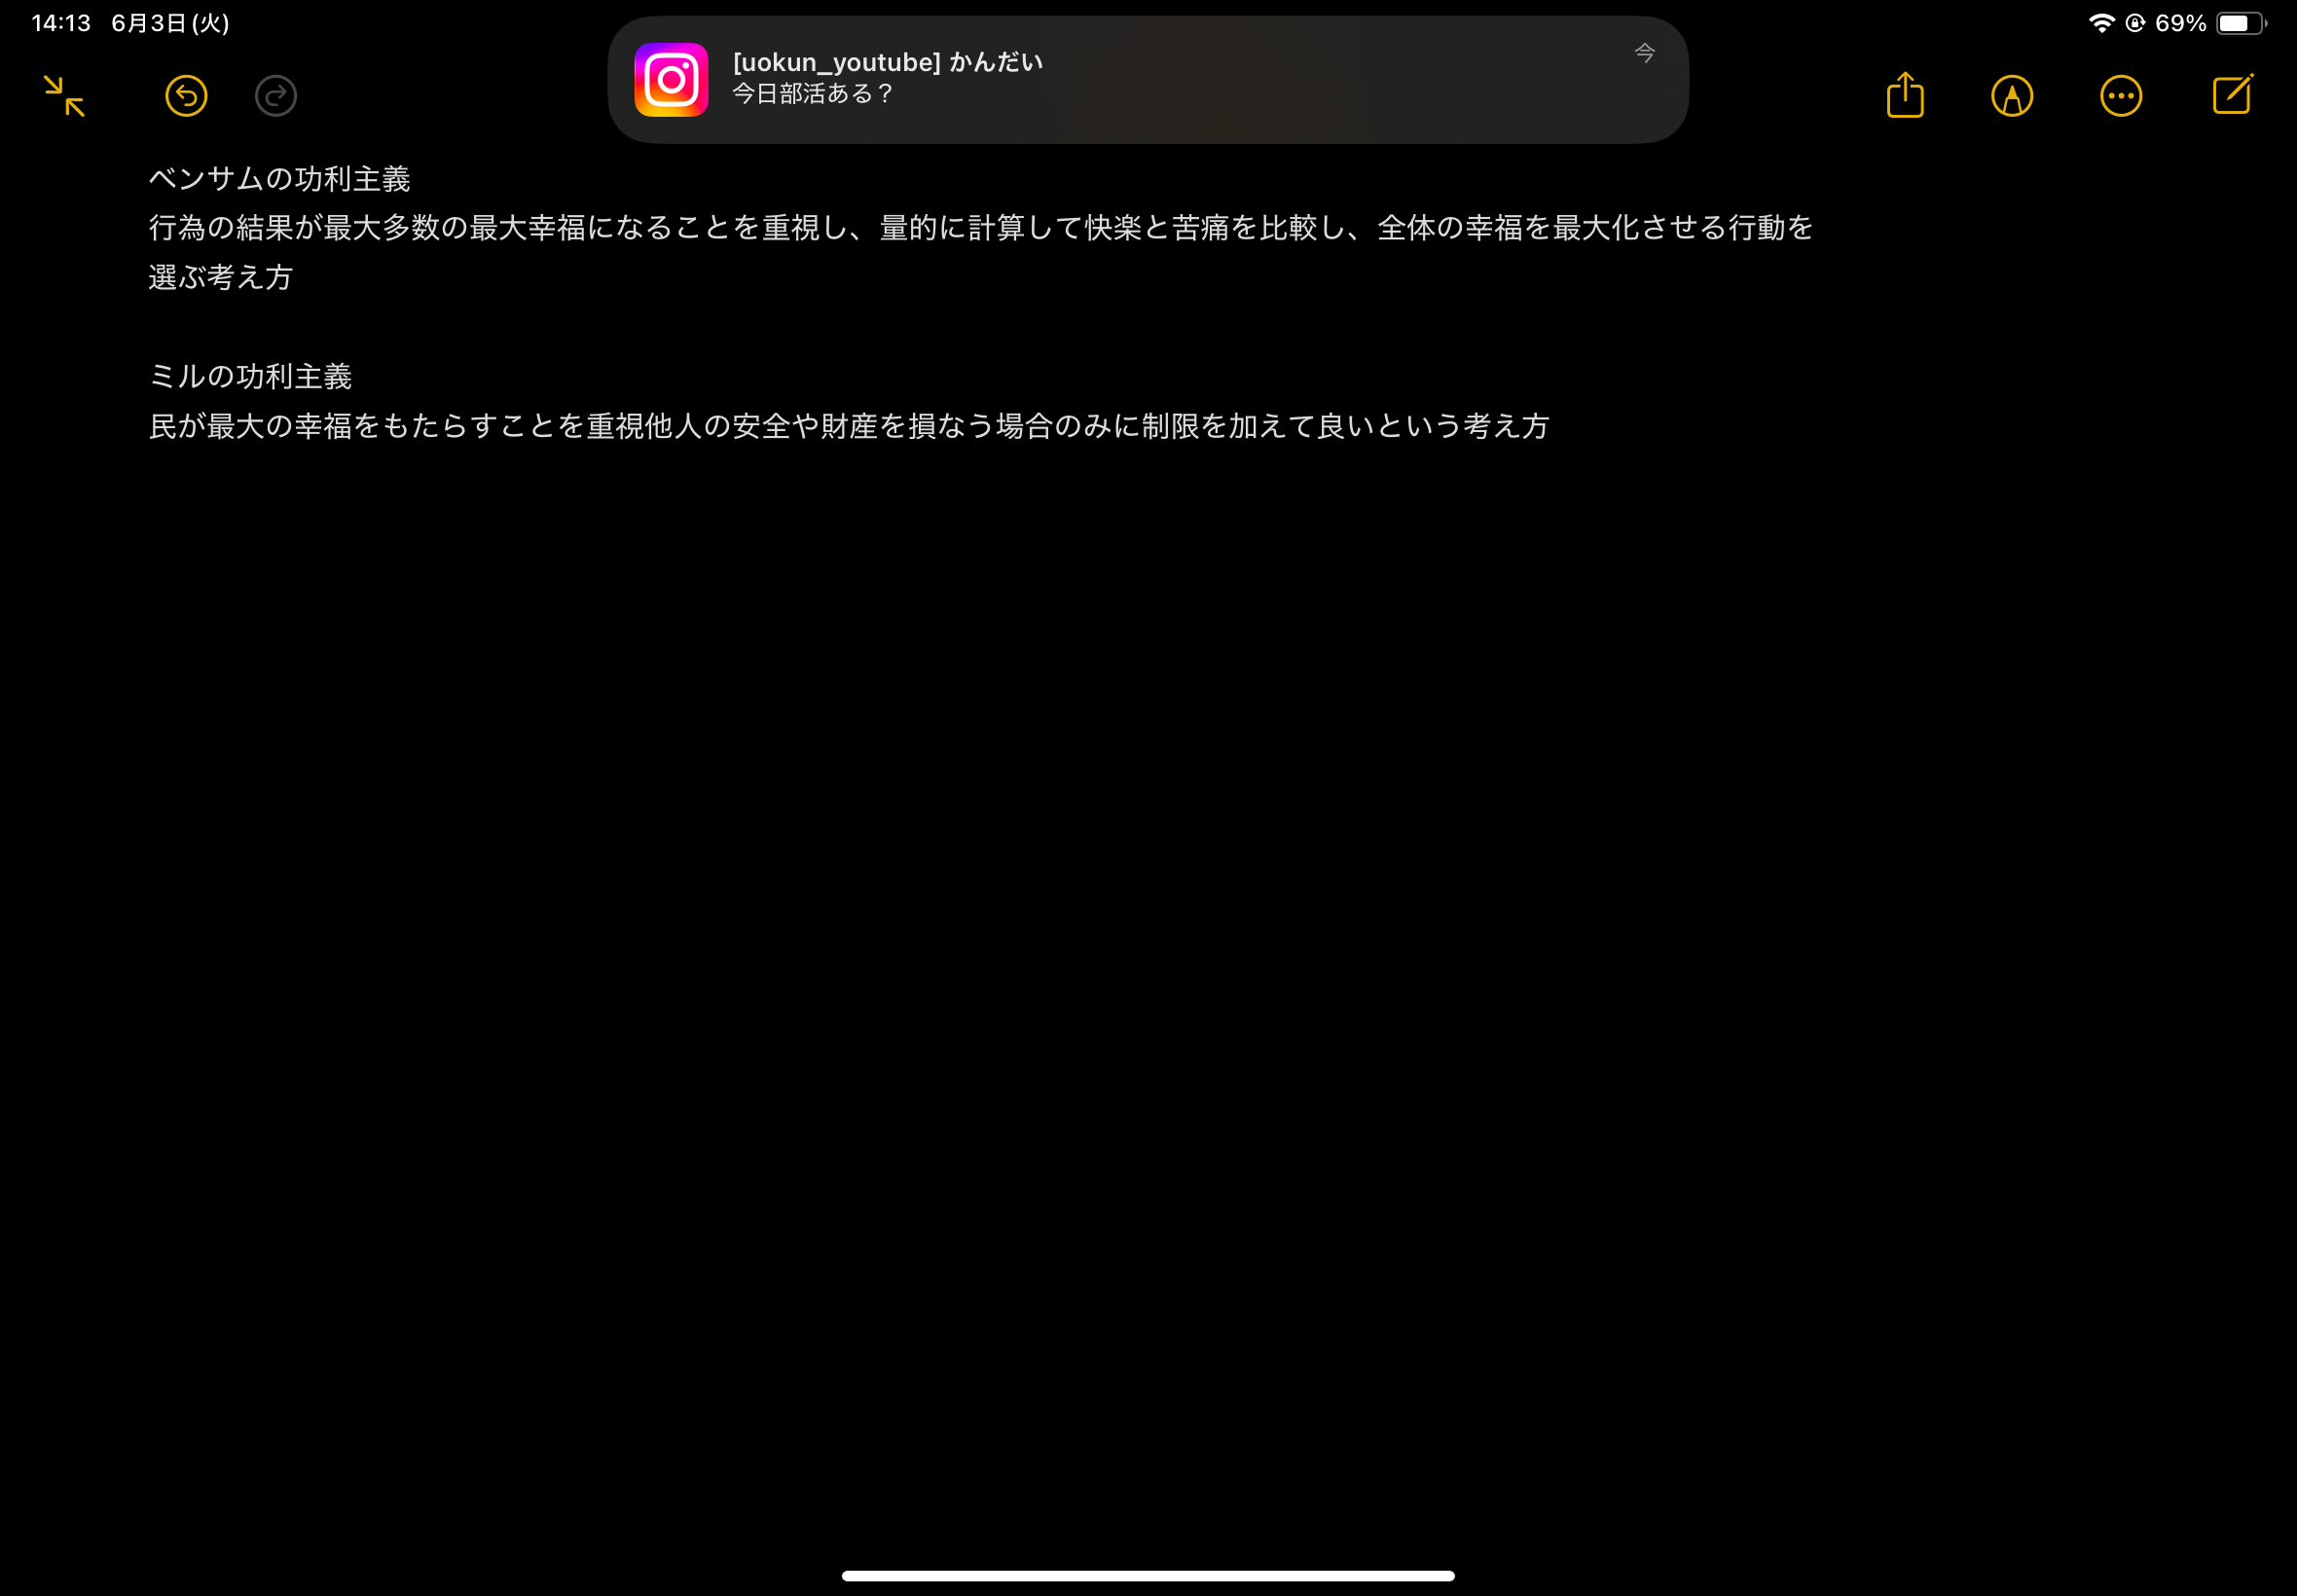 14:13 6月3日(火)
69%
[uokun_youtube] かんだい
今
今日部活ある？
ベンサムの功利主義
行為の結果が最大多数の最大幸福になることを重視し、量的に計算して快楽と苦痛を比較し、全体の幸福を最大化させる行動を
選ぶ考え方
ミルの功利主義
民が最大の幸福をもたらすことを重視他人の安全や財産を損なう場合のみに制限を加えて良いという考え方